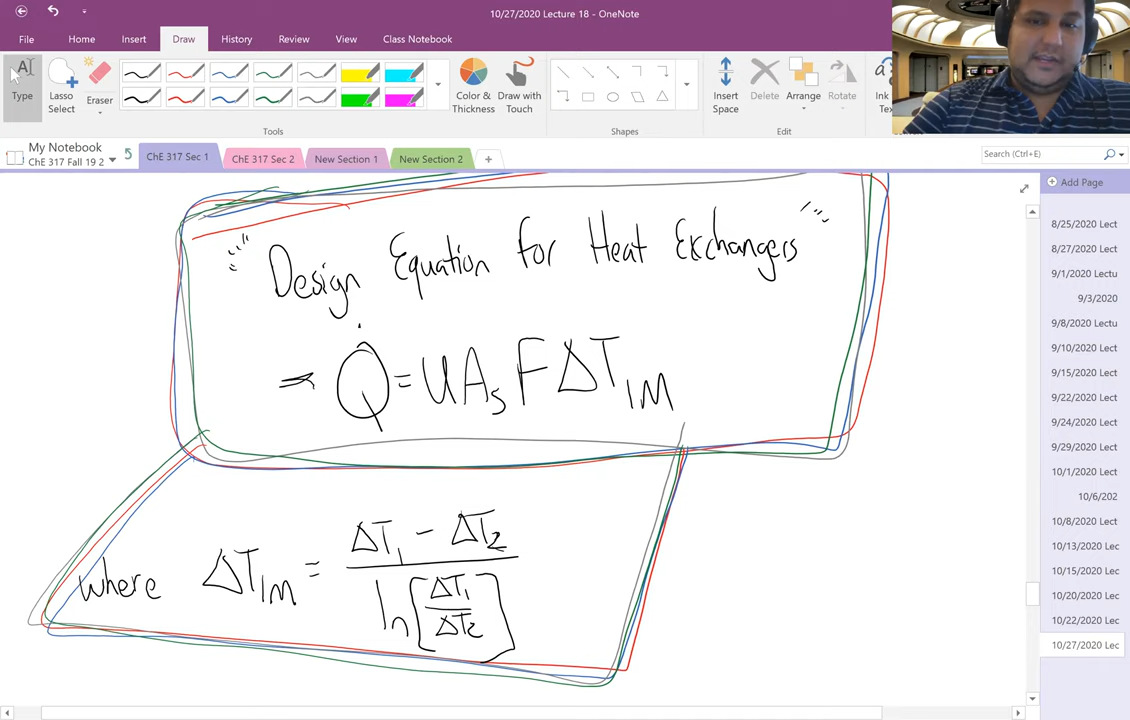 10/27/2020 Lecture 18 - OneNote
File Home Insert Draw History Review View Class Notebook
Type Lasso Select Eraser Color & Thickness Draw with Touch Insert Space Delete Arrange Rotate Ink Tex
Tools Shapes Edit
My Notebook
ChE 317 Fall 19 2 ChE 317 Sec 1 ChE 317 Sec 2 New Section 1 New Section 2 + Search (Ctrl+E)
Add Page
8/25/2020 Lect
8/27/2020 Lect
9/1/2020 Lectu
9/3/2020
9/8/2020 Lectu
9/10/2020 Lect
9/15/2020 Lect
9/22/2020 Lect
9/24/2020 Lect
9/29/2020 Lect
10/1/2020 Lect
10/6/202
10/8/2020 Lect
10/13/2020 Lec
10/15/2020 Lec
10/20/2020 Lec
10/22/2020 Lec
10/27/2020 Lec
"Design Equation for Heat Exchangers"
⇒ Q̇ = UAₛ F ΔT_lM
where ΔT_lM = (ΔT₁ - ΔT₂) / ln[ΔT₁/ΔT₂]